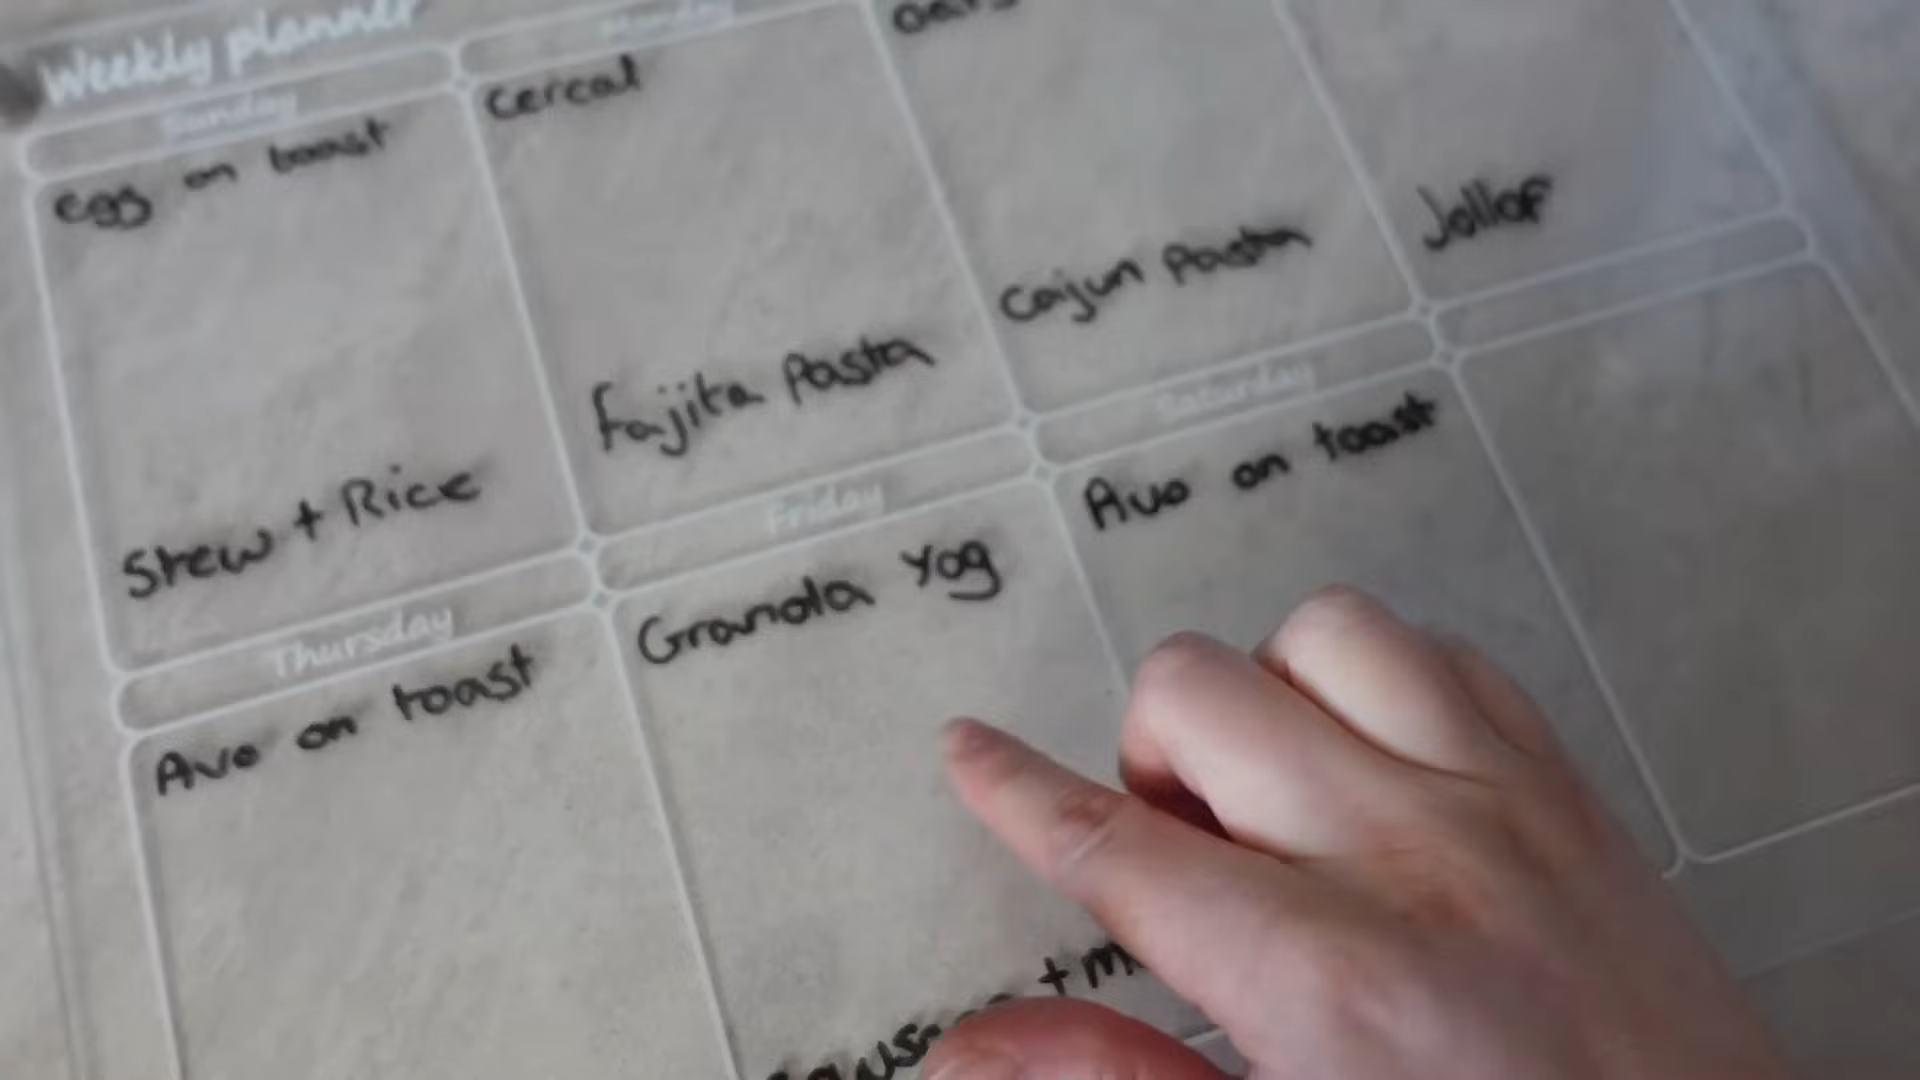 Weekly planner
Sunday
Monday
egg on toast
cereal
Stew + Rice
Fajita Pasta
Cajun Pasta
Jollof
Thursday
Friday
Saturday
Avo on toast
Granola Yog
Avo on toast